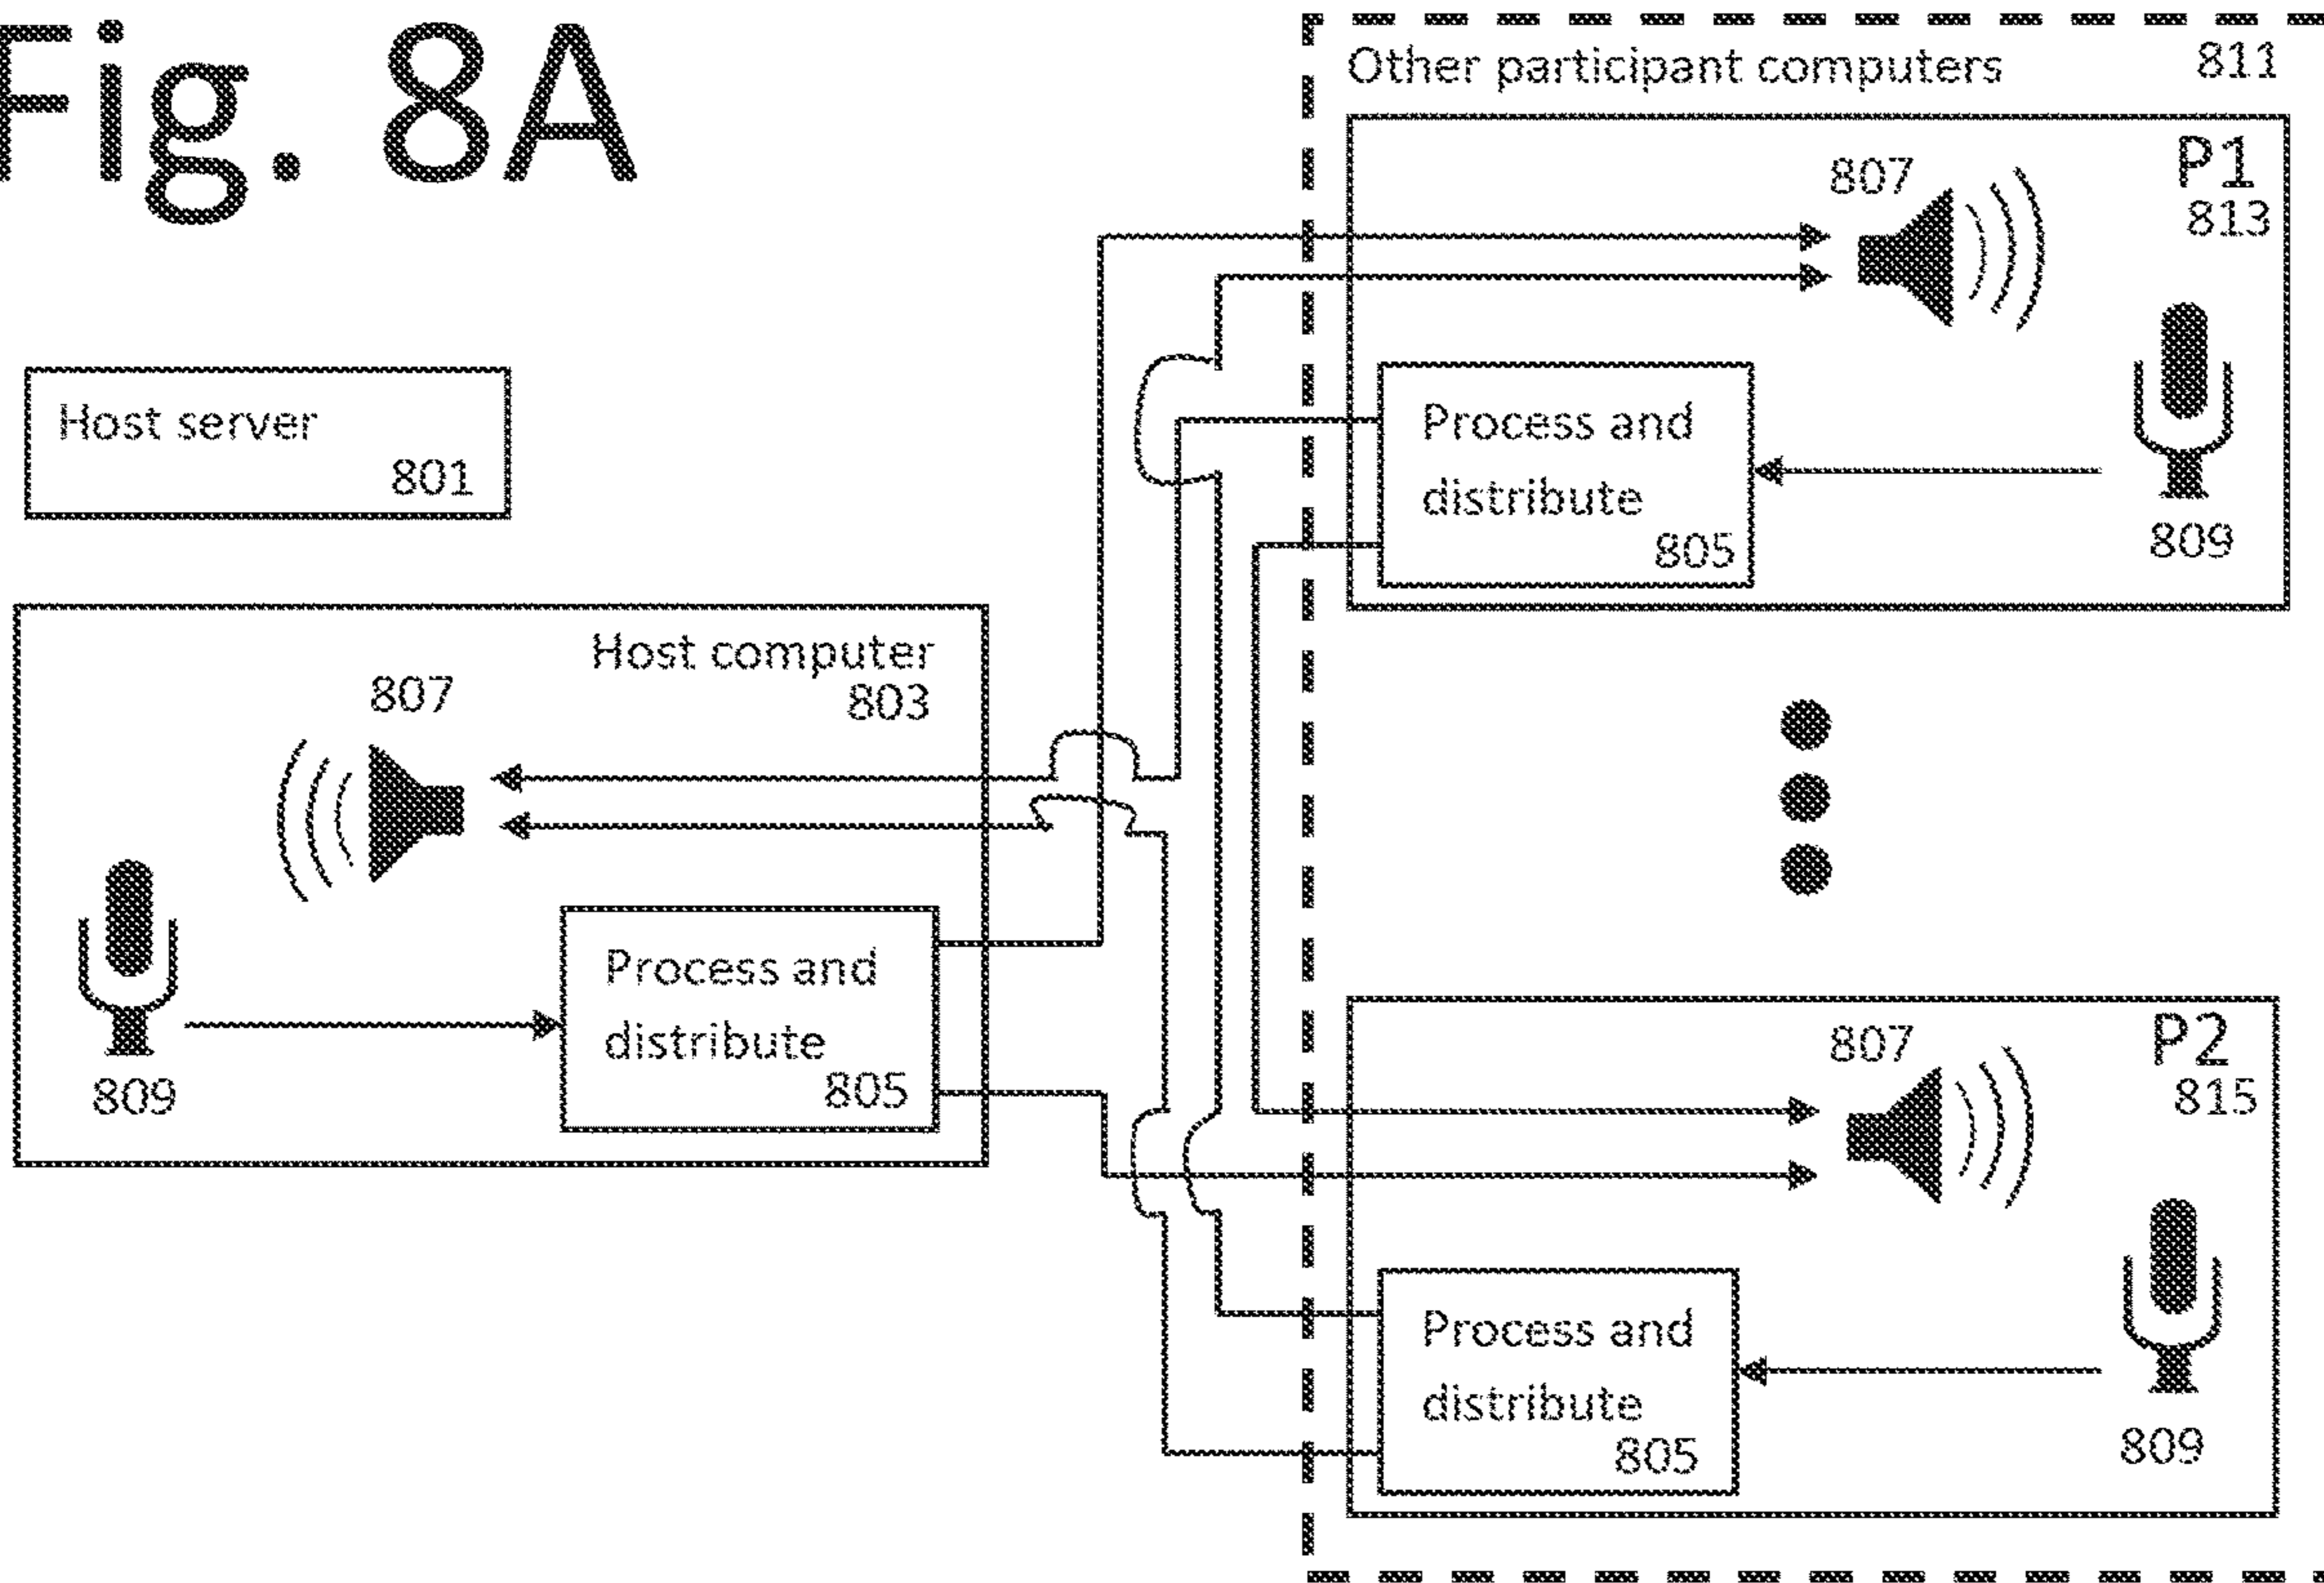 Fig. 8A
Other participant computers 811
P1
807
813
Host server
801
Process and
distribute
805
809
Host computer
803
807
Process and
distribute
805
809
P2
807
815
Process and
distribute
805
809